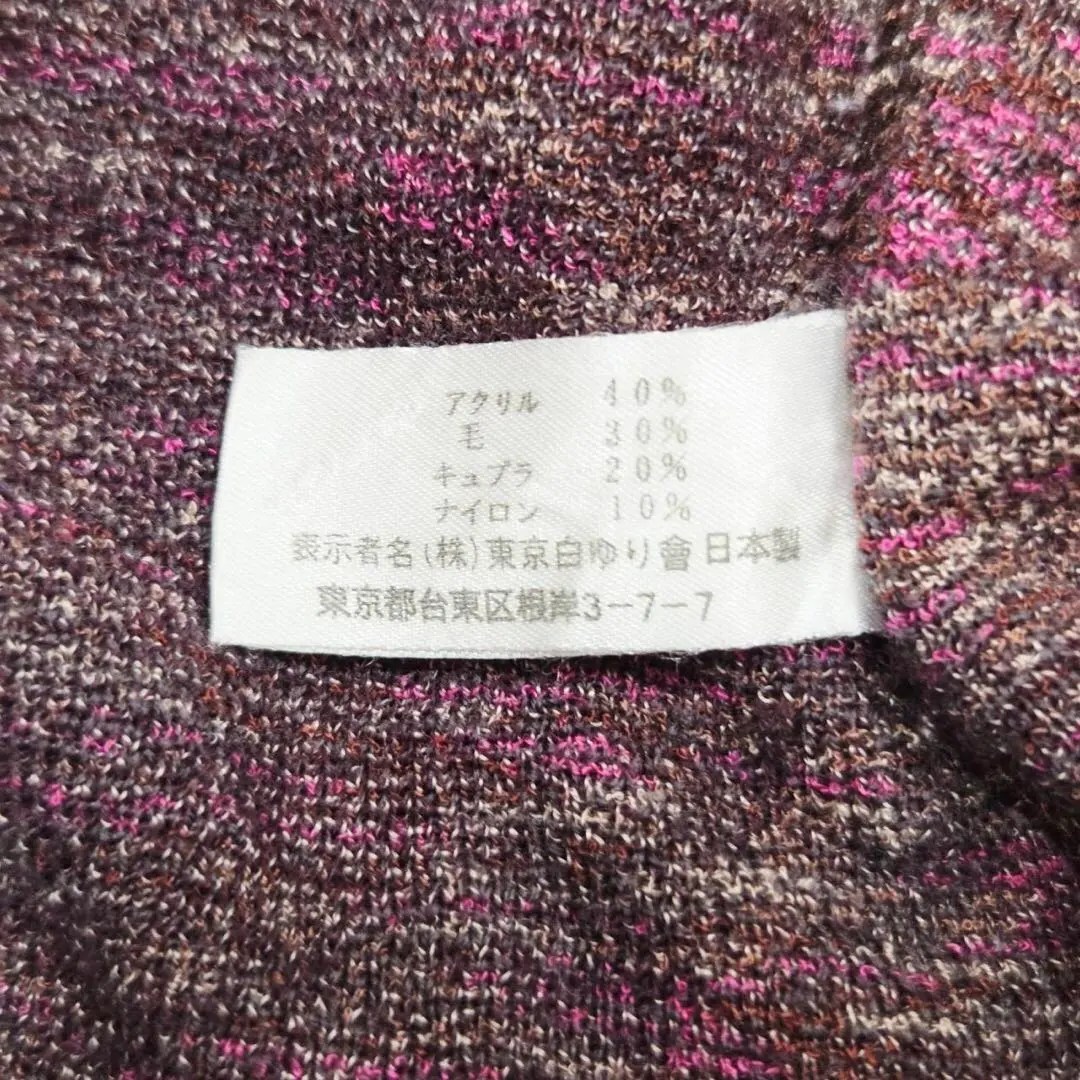 アクリル 40%
毛 30%
キュプラ 20%
ナイロン 10%
表示者名(株)東京白ゆり會 日本製
東京都台東区根岸3-7-7